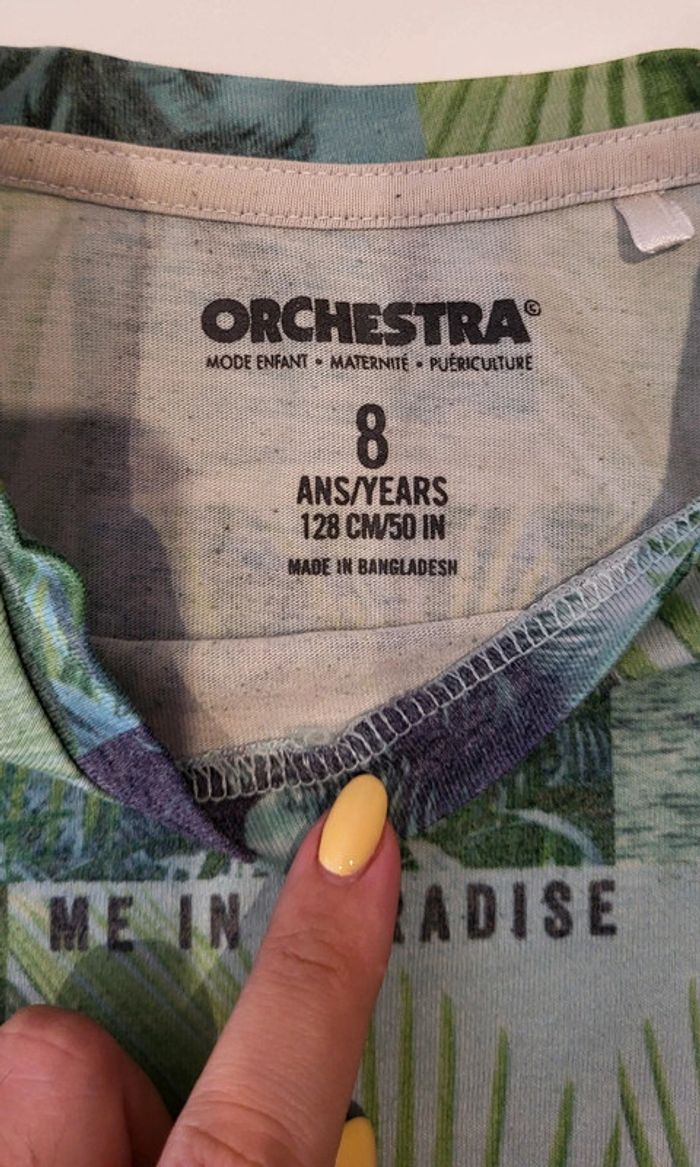 ORCHESTRA©
MODE ENFANT • MATERNITÉ • PUÉRICULTURE
8
ANS/YEARS
128 CM/50 IN
MADE IN BANGLADESH
ME IN RADISE